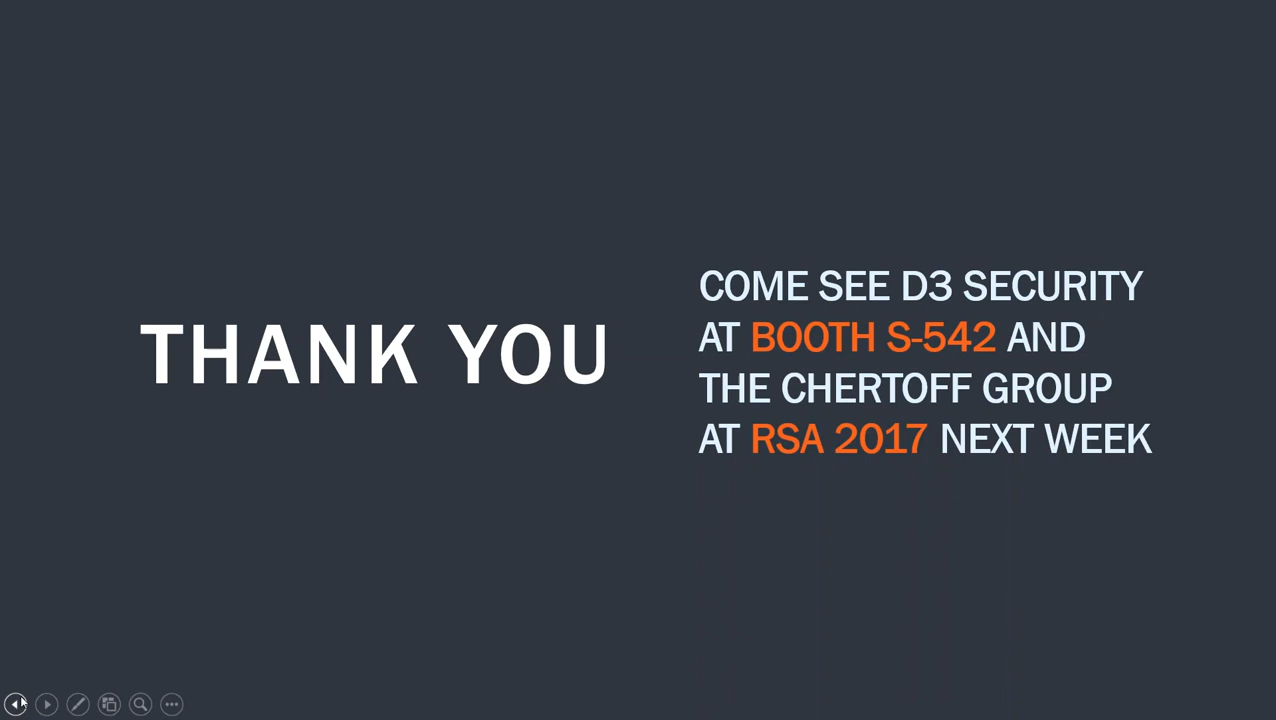 THANK YOU
COME SEE D3 SECURITY
AT BOOTH S-542 AND
THE CHERTOFF GROUP
AT RSA 2017 NEXT WEEK